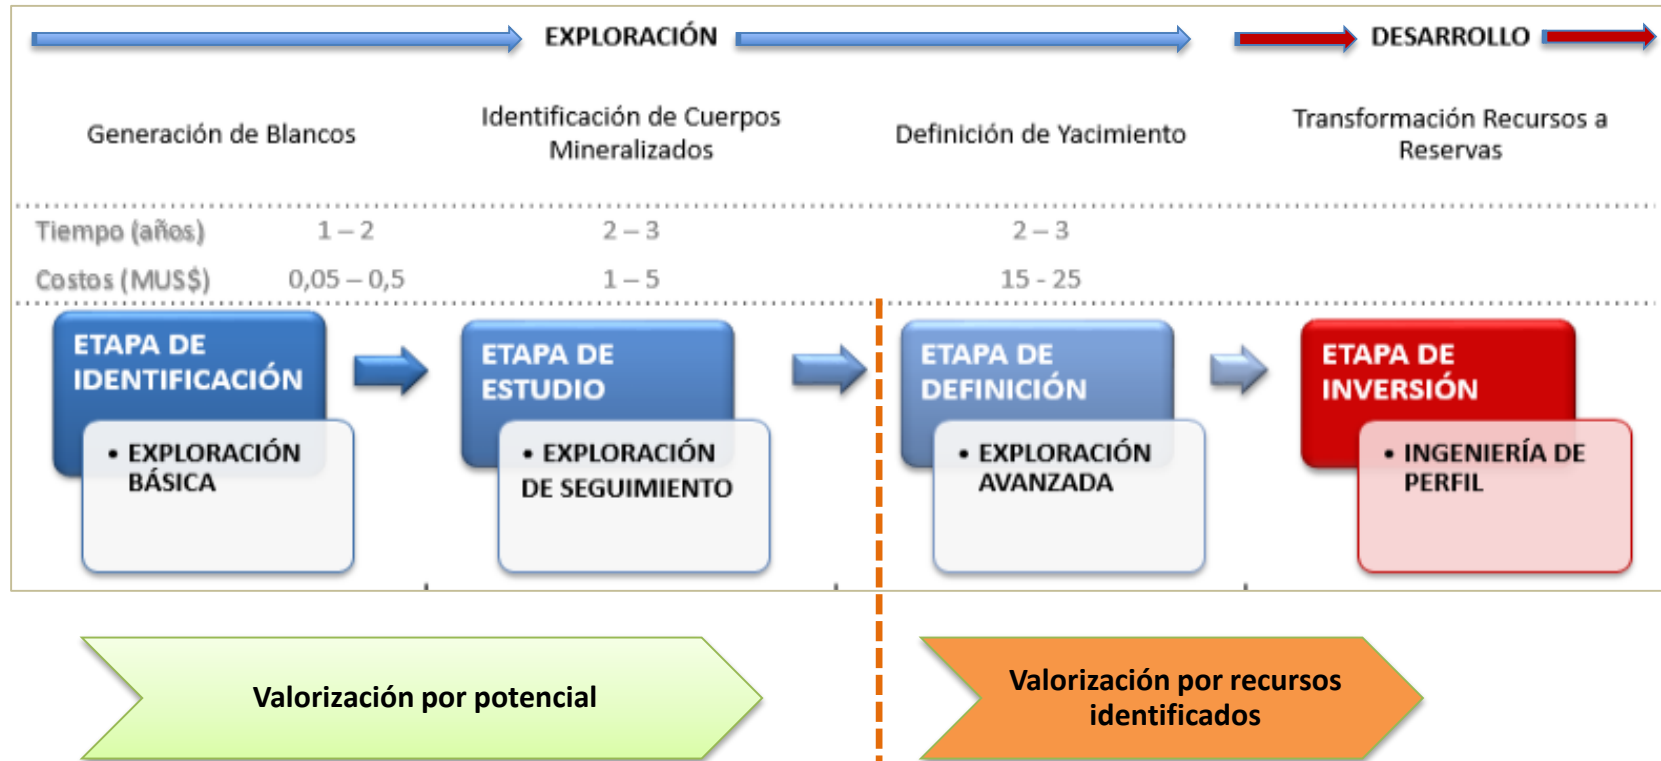 EXPLORACIÓN
DESARROLLO
Generación de Blancos
Identificación de Cuerpos
Mineralizados
Definición de Yacimiento
Transformación Recursos a
Reservas
Tiempo (años) 1 – 2 2 – 3 2 – 3
Costos (MUS$) 0,05 – 0,5 1 – 5 15 - 25
ETAPA DE
IDENTIFICACIÓN
• EXPLORACIÓN
BÁSICA
ETAPA DE
ESTUDIO
• EXPLORACIÓN
DE SEGUIMIENTO
ETAPA DE
DEFINICIÓN
• EXPLORACIÓN
AVANZADA
ETAPA DE
INVERSIÓN
• INGENIERÍA DE
PERFIL
Valorización por potencial
Valorización por recursos
identificados